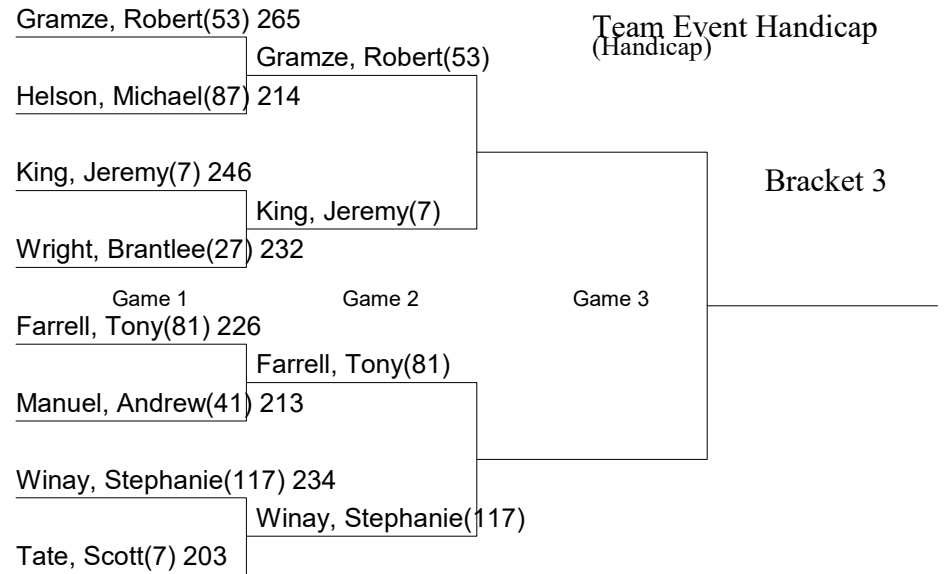 Gramze, Robert(53) 265
Team Event Handicap
(Handicap)
Gramze, Robert(53)
Helson, Michael(87) 214
King, Jeremy(7) 246
Bracket 3
King, Jeremy(7)
Wright, Brantlee(27) 232
Game 1 Game 2 Game 3
Farrell, Tony(81) 226
Farrell, Tony(81)
Manuel, Andrew(41) 213
Winay, Stephanie(117) 234
Winay, Stephanie(117)
Tate, Scott(7) 203